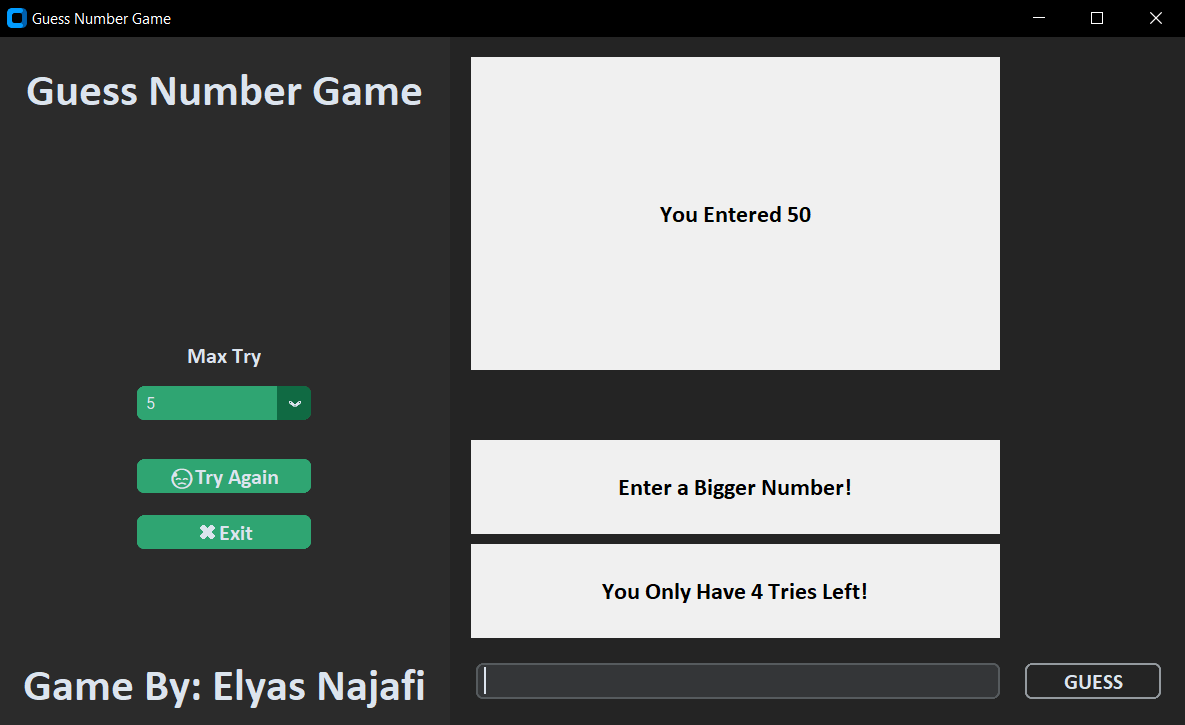 Guess Number Game
Guess Number Game
Max Try
5
Try Again
Exit
Game By: Elyas Najafi
You Entered 50
Enter a Bigger Number!
You Only Have 4 Tries Left!
GUESS